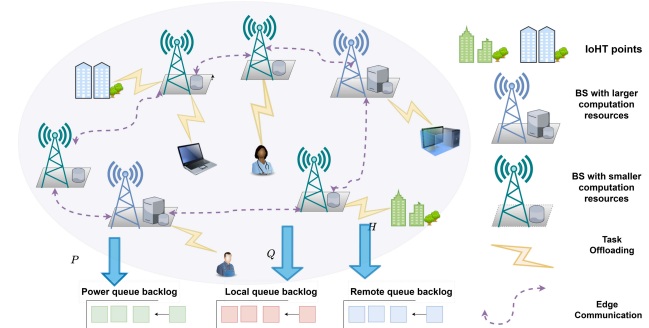 IoHT points
BS with larger
computation
resources
BS with smaller
computation
resources
Task
Offloading
Edge
Communication
P
Q
H
Power queue backlog
Local queue backlog
Remote queue backlog